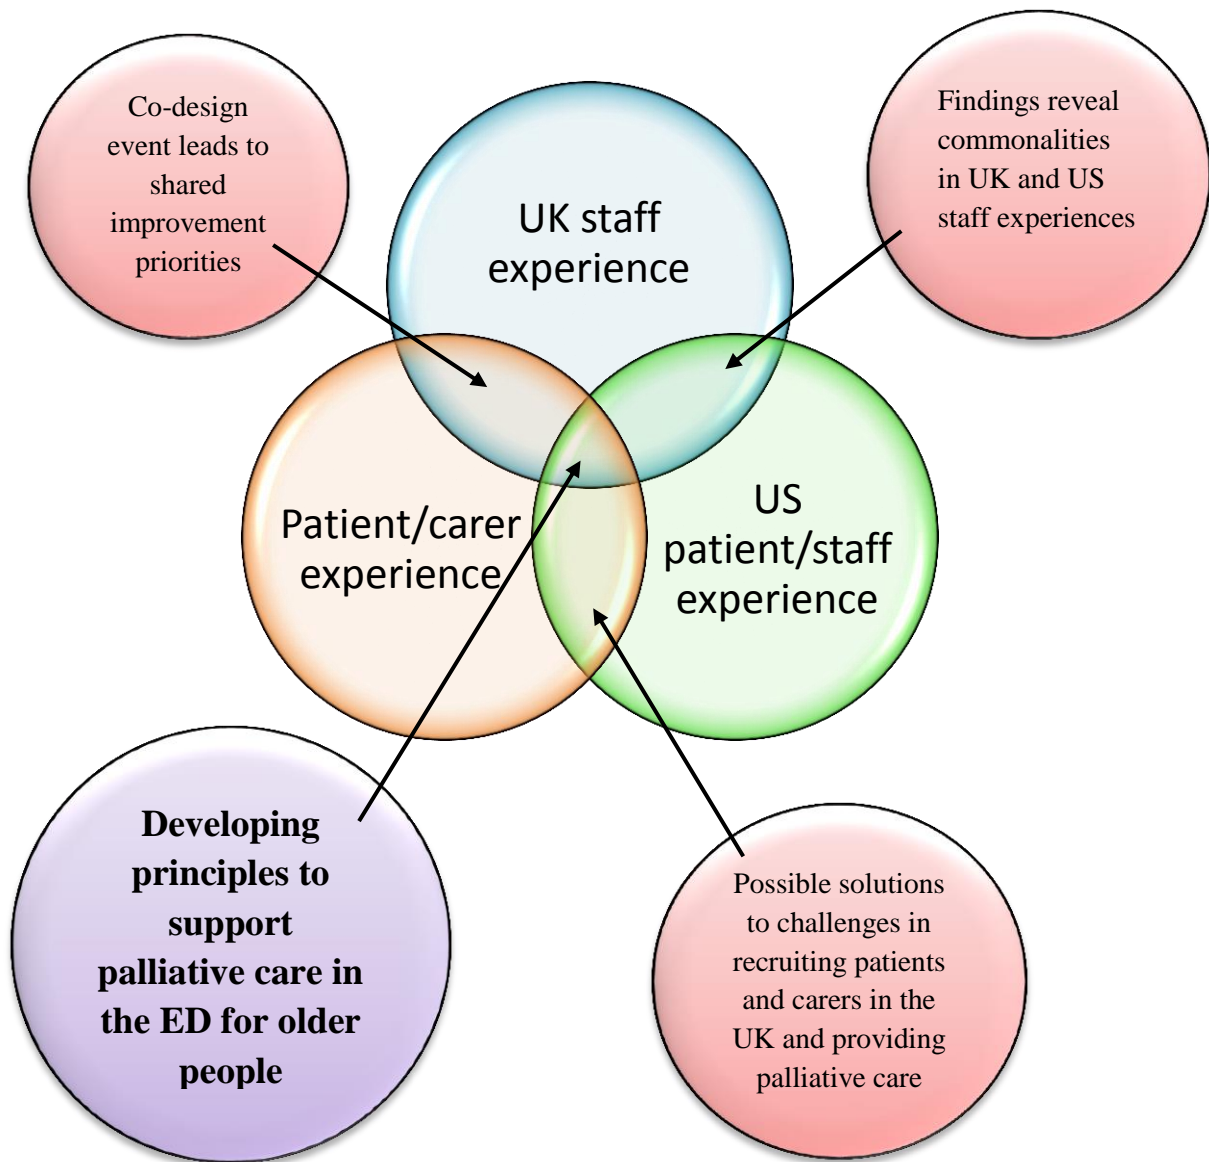 Co-design
event leads to
shared
improvement
priorities
Findings reveal
commonalities
in UK and US
staff experiences
UK staff
experience
Patient/carer
experience
US
patient/staff
experience
Developing
principles to
support
palliative care in
the ED for older
people
Possible solutions
to challenges in
recruiting patients
and carers in the
UK and providing
palliative care